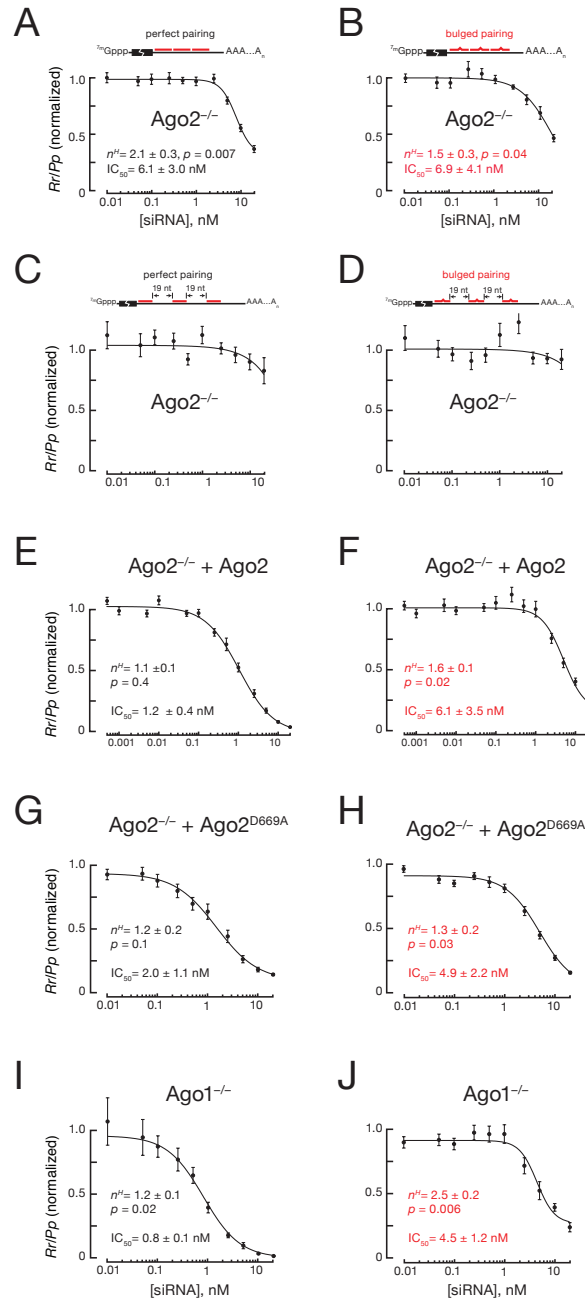 A
perfect pairing
⁷ᵐGpppp AAA...Aₙ
Rr/Pp (normalized)
1.0
0.5
0
Ago2⁻/⁻
nᴴ= 2.1 ± 0.3, p = 0.007
IC₅₀ = 6.1 ± 3.0 nM
0.01 0.1 1 10
[siRNA], nM
B
bulged pairing
⁷ᵐGppp AAA...Aₙ
1.0
0.5
0
Ago2⁻/⁻
nᴴ= 1.5 ± 0.3, p = 0.04
IC₅₀ = 6.9 ± 4.1 nM
0.01 0.1 1 10
[siRNA], nM
C
perfect pairing
19 nt 19 nt
⁷ᵐGppp AAA...Aₙ
Rr/Pp (normalized)
1.0
0.5
0
Ago2⁻/⁻
0.01 0.1 1 10
D
bulged pairing
19 nt 19 nt
⁷ᵐGppp AAA...Aₙ
1.0
0.5
0
Ago2⁻/⁻
0.01 0.1 1 10
E
Ago2⁻/⁻ + Ago2
Rr/Pp (normalized)
1.0
0.5
0
nᴴ = 1.1 ±0.1
p = 0.4
IC₅₀= 1.2 ± 0.4 nM
0.001 0.01 0.1 1 10
F
Ago2⁻/⁻ + Ago2
1.0
0.5
0
nᴴ = 1.6 ± 0.1
p = 0.02
IC₅₀= 6.1 ± 3.5 nM
0.001 0.01 0.1 1 10
G
Ago2⁻/⁻ + Ago2ᴰ⁶⁶⁹ᴬ
Rr/Pp (normalized)
1.0
0.5
0
nᴴ = 1.2 ± 0.2
p = 0.1
IC₅₀= 2.0 ± 1.1 nM
0.01 0.1 1 10
H
Ago2⁻/⁻ + Ago2ᴰ⁶⁶⁹ᴬ
1.0
0.5
0
nᴴ = 1.3 ± 0.2
p = 0.03
IC₅₀= 4.9 ± 2.2 nM
0.01 0.1 1 10
I
Ago1⁻/⁻
Rr/Pp (normalized)
1.0
0.5
0
nᴴ = 1.2 ± 0.1
p = 0.02
IC₅₀= 0.8 ± 0.1 nM
0.01 0.1 1 10
[siRNA], nM
J
Ago1⁻/⁻
1.0
0.5
0
nᴴ = 2.5 ± 0.2
p = 0.006
IC₅₀= 4.5 ± 1.2 nM
0.01 0.1 1 10
[siRNA], nM